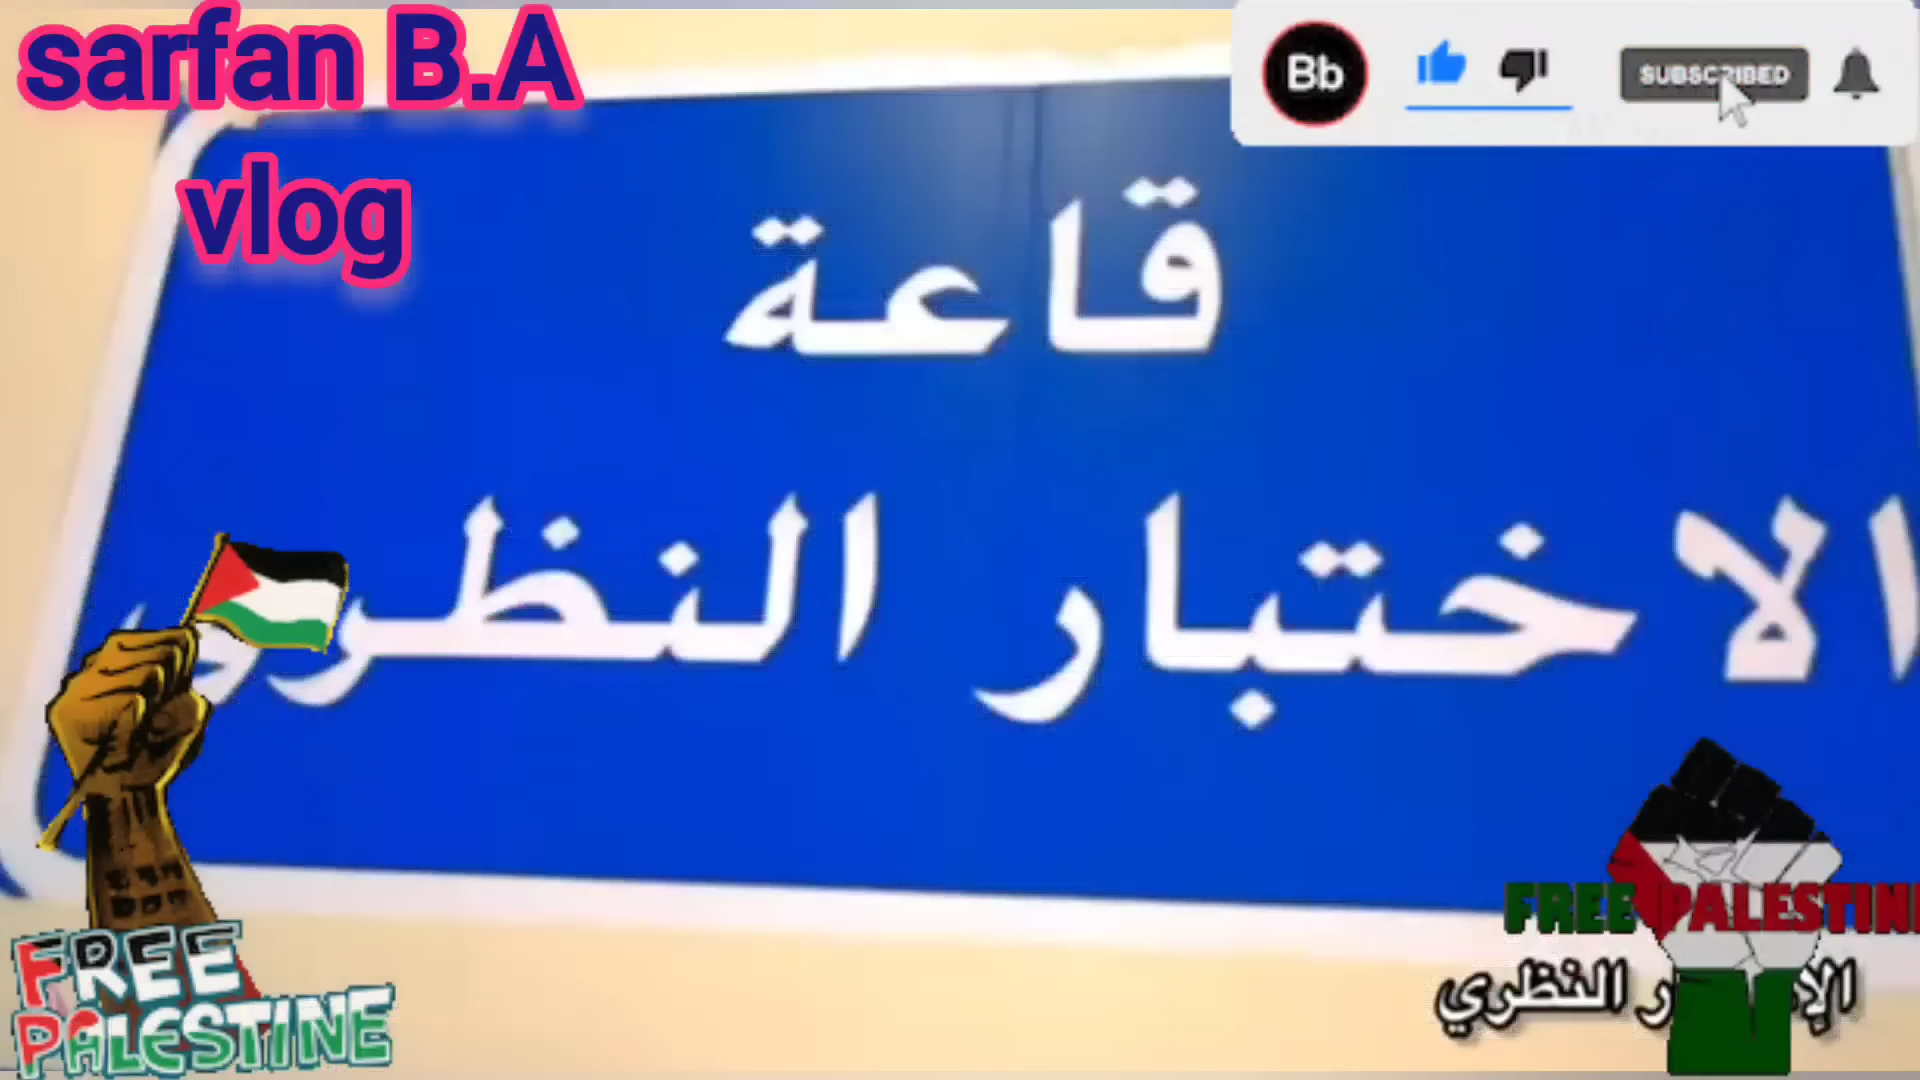 sarfan B.A
vlog
Bb
SUBSCRIBED
قاعة
الاختبار النظري
FREE
PALESTINE
FREE PALESTINE
النظري